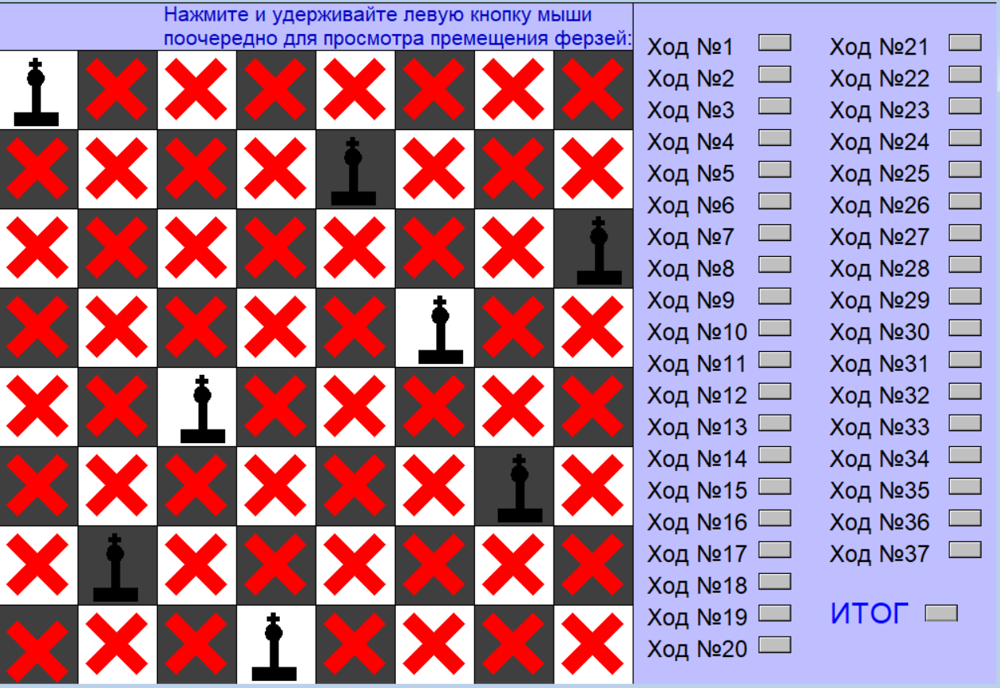 Нажмите и удерживайте левую кнопку мыши
поочередно для просмотра премещения ферзей:
Ход №1
Ход №2
Ход №3
Ход №4
Ход №5
Ход №6
Ход №7
Ход №8
Ход №9
Ход №10
Ход №11
Ход №12
Ход №13
Ход №14
Ход №15
Ход №16
Ход №17
Ход №18
Ход №19
Ход №20
Ход №21
Ход №22
Ход №23
Ход №24
Ход №25
Ход №26
Ход №27
Ход №28
Ход №29
Ход №30
Ход №31
Ход №32
Ход №33
Ход №34
Ход №35
Ход №36
Ход №37
ИТОГ